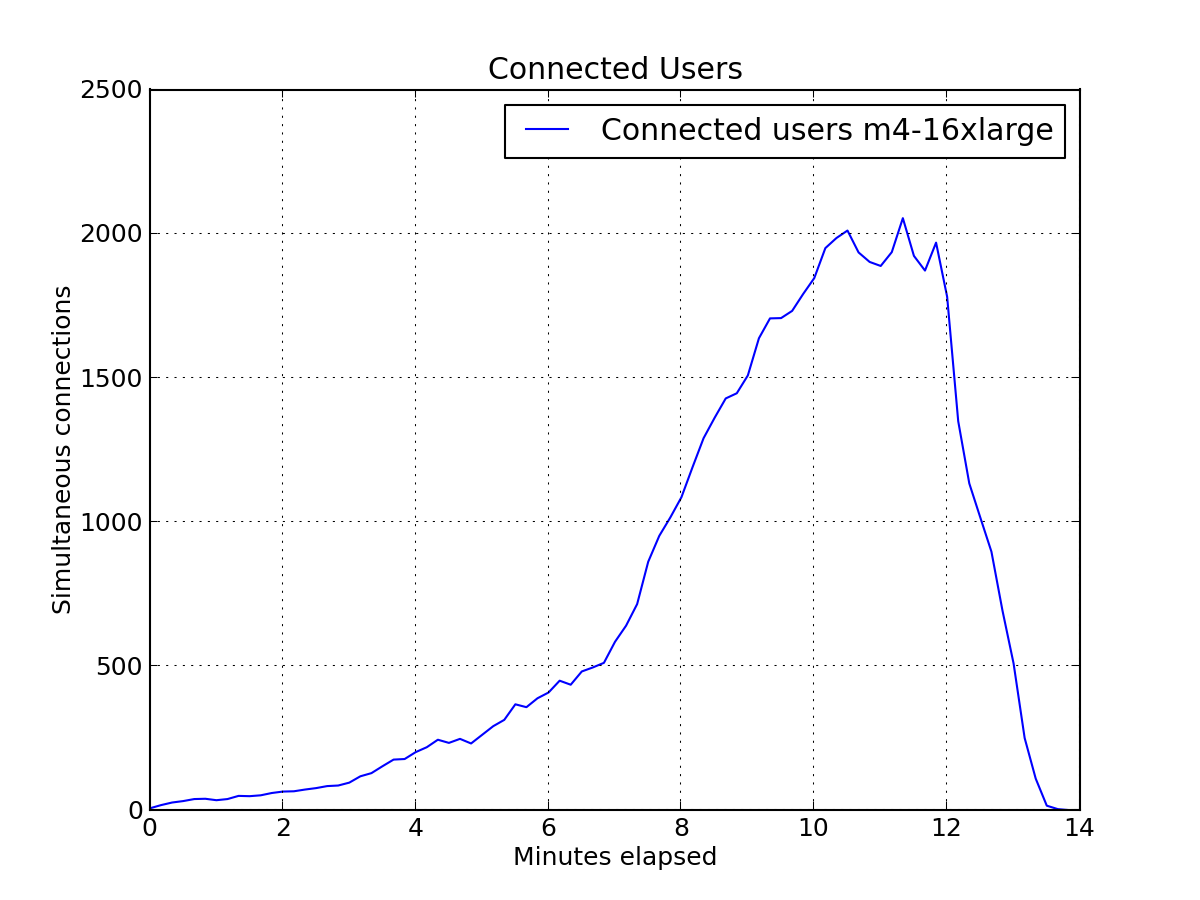 Connected Users
Connected users m4-16xlarge
2500
2000
1500
1000
500
0
Simultaneous connections
0 2 4 6 8 10 12 14
Minutes elapsed